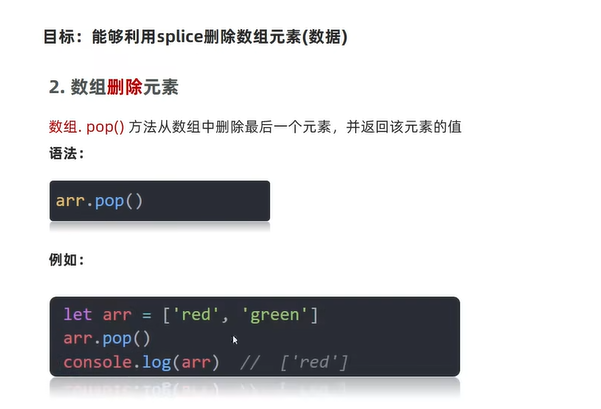 目标：能够利用splice删除数组元素(数据)
2. 数组删除元素
数组. pop() 方法从数组中删除最后一个元素，并返回该元素的值
语法：
arr.pop()
例如：
let arr = ['red', 'green']
arr.pop()
console.log(arr)  //  ['red']